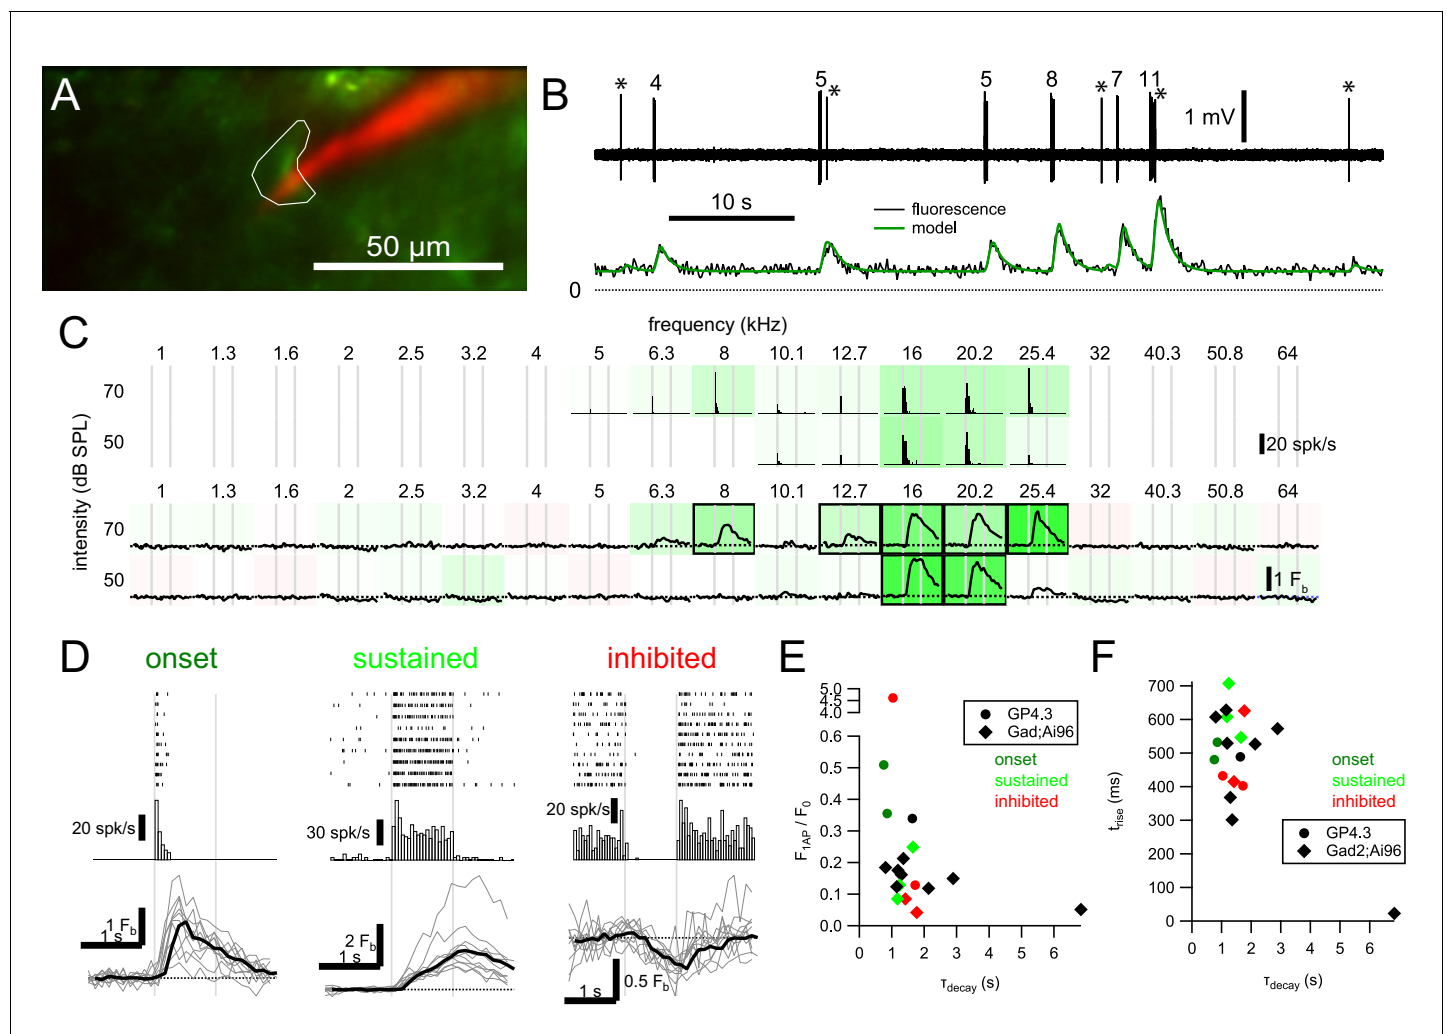 A
50 µm
B
* 4 5 * 5 8 * 7 11 * *
1 mV
10 s
fluorescence
model
0
C
frequency (kHz)
1 1.3 1.6 2 2.5 3.2 4 5 6.3 8 10.1 12.7 16 20.2 25.4 32 40.3 50.8 64
intensity (dB SPL)
70
50
20 spk/s
1 1.3 1.6 2 2.5 3.2 4 5 6.3 8 10.1 12.7 16 20.2 25.4 32 40.3 50.8 64
70
50
1 Fb
D
onset
sustained
inhibited
20 spk/s
30 spk/s
20 spk/s
1 Fb
1 s
2 Fb
1 s
0.5 Fb
1 s
E
F1AP / F0
5.0
4.5
4.0
0.6
0.5
0.4
0.3
0.2
0.1
0.0
0 1 2 3 4 5 6 7
τdecay (s)
GP4.3
Gad;Ai96
onset
sustained
inhibited
F
trise (ms)
700
600
500
400
300
200
100
0
0 1 2 3 4 5 6 7
τdecay (s)
onset
sustained
inhibited
GP4.3
Gad2;Ai96